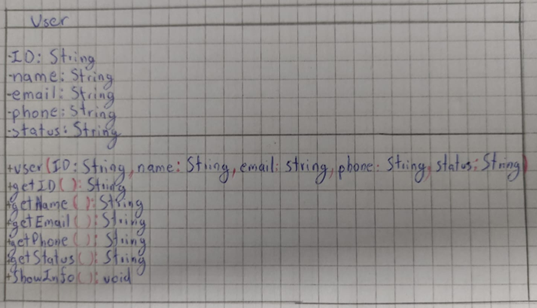 User
-ID: String
-name: String
-email: String
-phone: String
-status: String
+user(ID: String, name: String, email: string, phone: String, status: String)
+getID(): String
+getName(): String
+getEmail(): String
+getPhone(): String
+getStatus(): String
+ShowInfo(): void